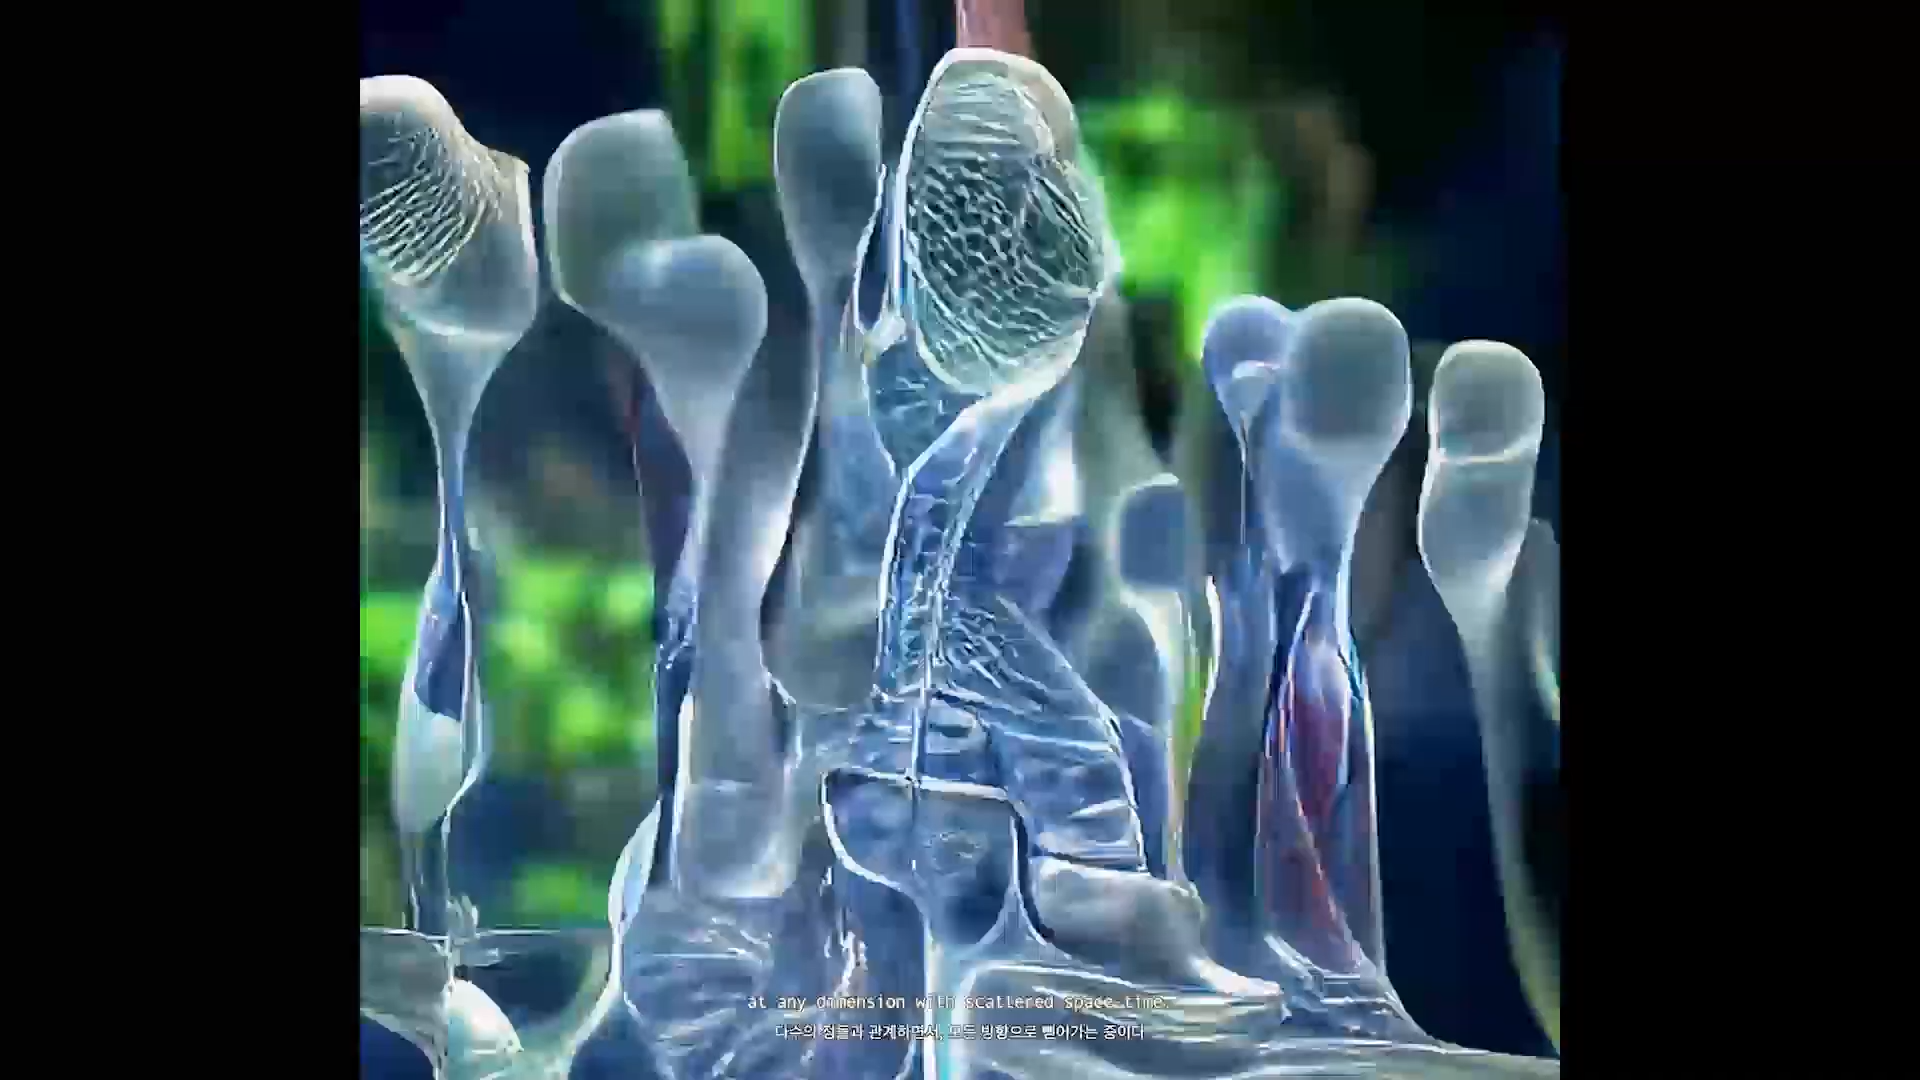 at any dimension with scattered space-time.
다수의 점들과 관계하면서, 모든 방향으로 뻗어가는 중이다